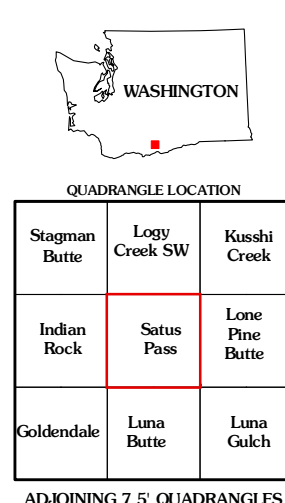 WASHINGTON
QUADRANGLE LOCATION
Stagman
Butte
Logy
Creek SW
Kusshi
Creek
Indian
Rock
Satus
Pass
Lone
Pine
Butte
Goldendale
Luna
Butte
Luna
Gulch
ADJOINING 7.5' QUADRANGLES